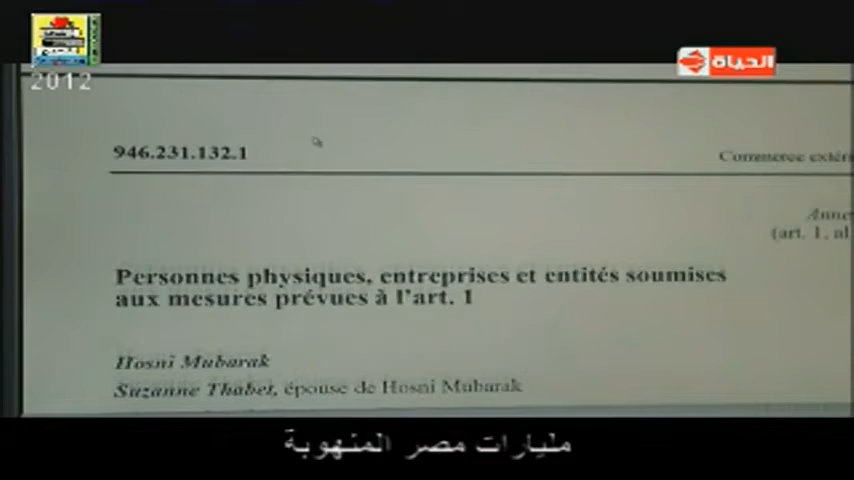 2012
الحياة
946.231.132.1
Commerce extéri
Anne
(art. 1, al
Personnes physiques, entreprises et entités soumises
aux mesures prévues à l'art. 1
Hosni Mubarak
Suzanne Thabet, épouse de Hosni Mubarak
مليارات مصر المنهوبة